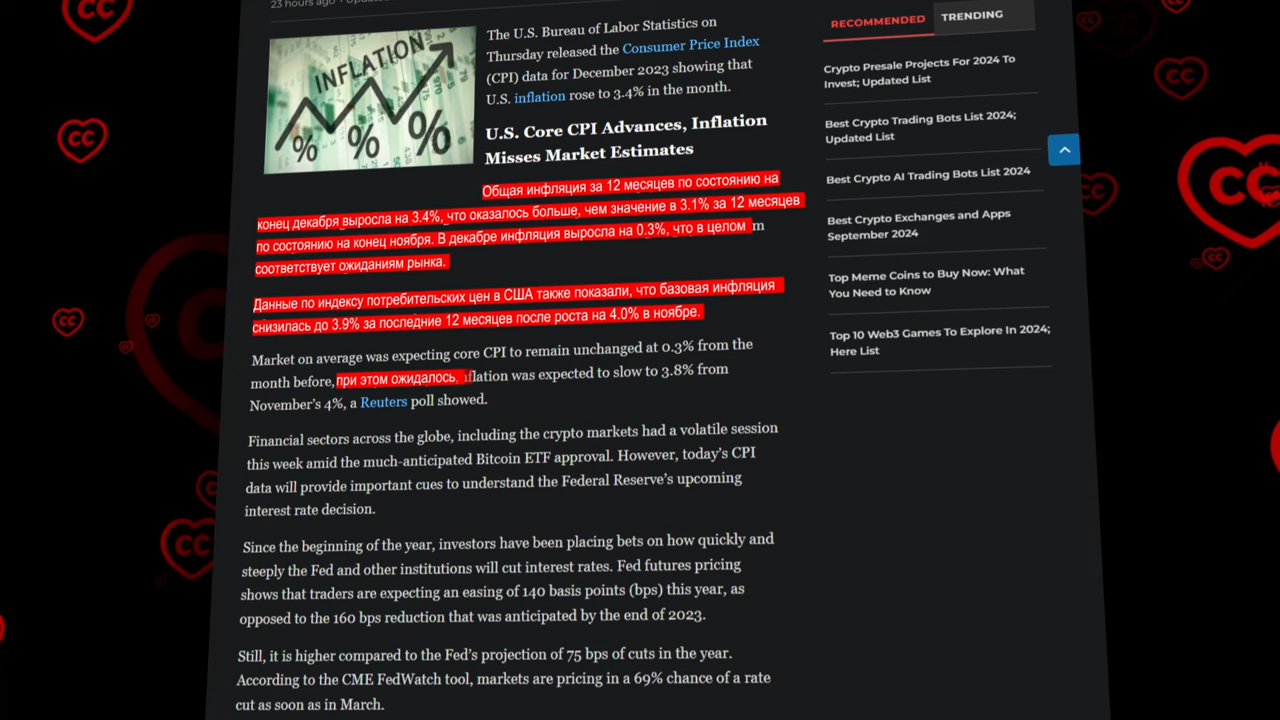 23 hours ago
INFLATION
% % %
The U.S. Bureau of Labor Statistics on
Thursday released the Consumer Price Index
(CPI) data for December 2023 showing that
U.S. inflation rose to 3.4% in the month.
U.S. Core CPI Advances, Inflation
Misses Market Estimates
Общая инфляция за 12 месяцев по состоянию на
конец декабря выросла на 3.4%, что оказалось больше, чем значение в 3.1% за 12 месяцев
по состоянию на конец ноября. В декабре инфляция выросла на 0.3%, что в целом
соответствует ожиданиям рынка.
Данные по индексу потребительских цен в США также показали, что базовая инфляция
снизилась до 3.9% за последние 12 месяцев после роста на 4.0% в ноябре.
Market on average was expecting core CPI to remain unchanged at 0.3% from the
month before, при этом ожидалось, flation was expected to slow to 3.8% from
November's 4%, a Reuters poll showed.
Financial sectors across the globe, including the crypto markets had a volatile session
this week amid the much-anticipated Bitcoin ETF approval. However, today's CPI
data will provide important cues to understand the Federal Reserve's upcoming
interest rate decision.
Since the beginning of the year, investors have been placing bets on how quickly and
steeply the Fed and other institutions will cut interest rates. Fed futures pricing
shows that traders are expecting an easing of 140 basis points (bps) this year, as
opposed to the 160 bps reduction that was anticipated by the end of 2023.
Still, it is higher compared to the Fed's projection of 75 bps of cuts in the year.
According to the CME FedWatch tool, markets are pricing in a 69% chance of a rate
cut as soon as in March.
RECOMMENDED TRENDING
Crypto Presale Projects For 2024 To
Invest; Updated List
Best Crypto Trading Bots List 2024;
Updated List
Best Crypto AI Trading Bots List 2024
Best Crypto Exchanges and Apps
September 2024
Top Meme Coins to Buy Now: What
You Need to Know
Top 10 Web3 Games To Explore In 2024;
Here List
CC
CC
CC
CC
CC
CC
CC
CC